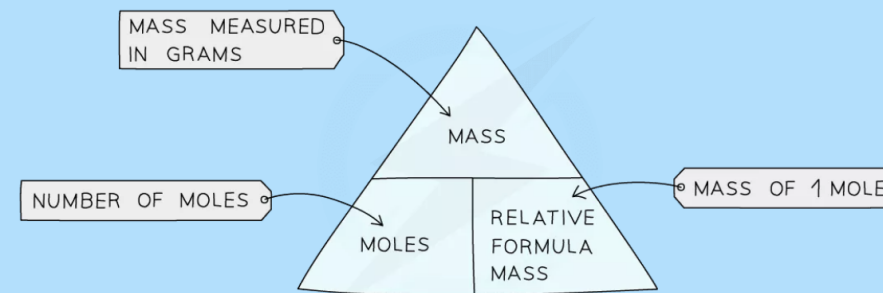 MASS MEASURED
IN GRAMS
MASS
NUMBER OF MOLES
MASS OF 1 MOLE
MOLES
RELATIVE
FORMULA
MASS